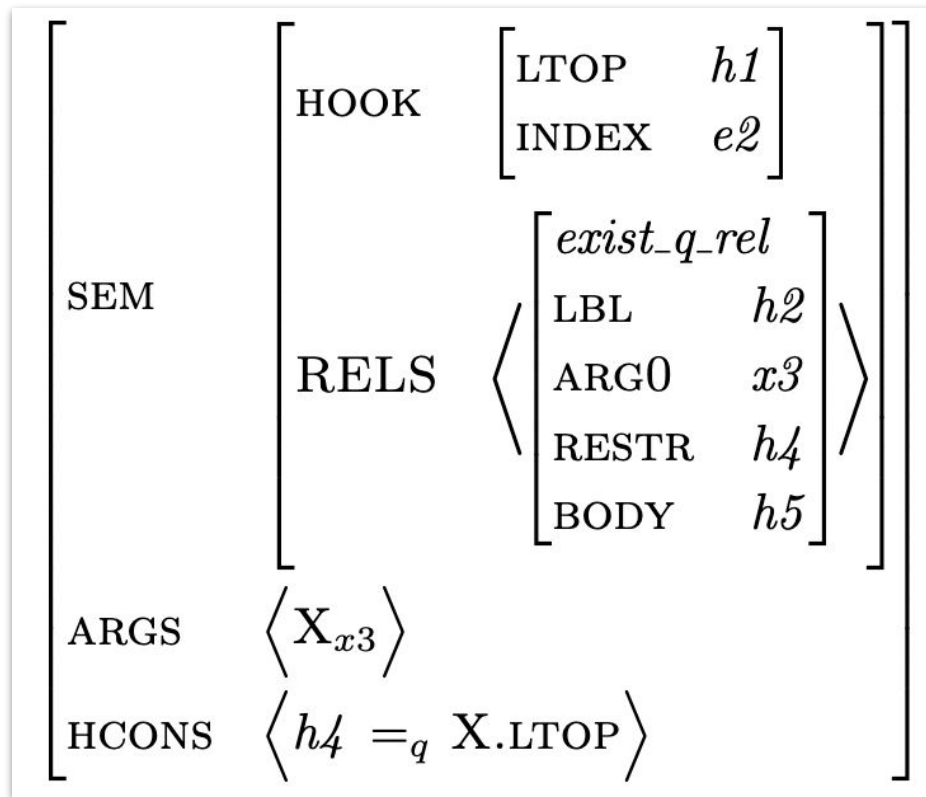 LTOP h1
HOOK
INDEX e2
exist_q_rel
LBL h2
SEM
ARG0 x3
RELS
RESTR h4
BODY h5
ARGS ⟨X_x3⟩
HCONS ⟨h4 =_q X.LTOP⟩